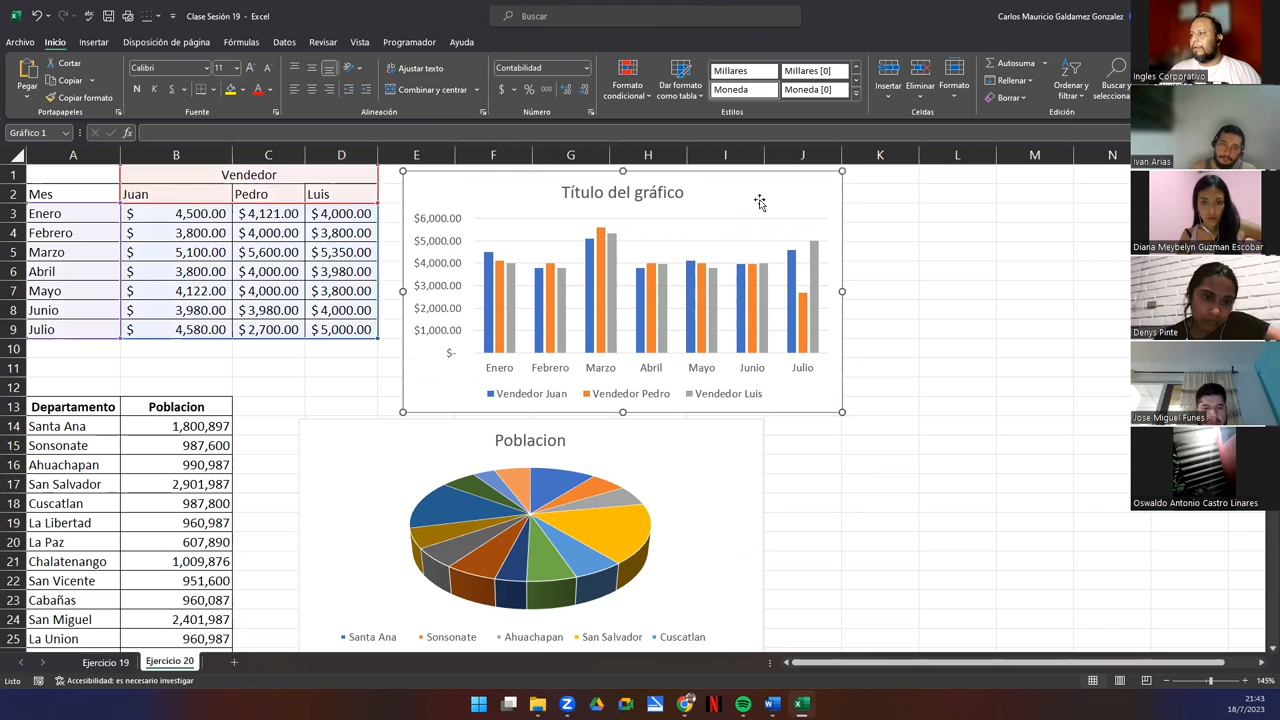 Clase Sesión 19 - Excel
Buscar
Carlos Mauricio Galdamez Gonzalez
Archivo Inicio Insertar Disposición de página Fórmulas Datos Revisar Vista Programador Ayuda
Pegar
Cortar
Copiar
Copiar formato
Portapapeles
Calibri 11
N K S
Fuente
Ajustar texto
Combinar y centrar
Alineación
Contabilidad
$ % 000
Número
Formato condicional
Dar formato como tabla
Millares Millares [0]
Moneda Moneda [0]
Estilos
Insertar Eliminar Formato
Celdas
Autosuma
Rellenar
Borrar
Ordenar y filtrar
Buscar y selecciona
Gráfico 1
fx
A B C D E F G H I J K L M N
1 Vendedor
2 Mes Juan Pedro Luis
3 Enero $ 4,500.00 $ 4,121.00 $ 4,000.00
4 Febrero $ 3,800.00 $ 4,000.00 $ 3,800.00
5 Marzo $ 5,100.00 $ 5,600.00 $ 5,350.00
6 Abril $ 3,800.00 $ 4,000.00 $ 3,980.00
7 Mayo $ 4,122.00 $ 4,000.00 $ 3,800.00
8 Junio $ 3,980.00 $ 3,980.00 $ 4,000.00
9 Julio $ 4,580.00 $ 2,700.00 $ 5,000.00
10
11
12
13 Departamento Poblacion
14 Santa Ana 1,800,897
15 Sonsonate 987,600
16 Ahuachapan 990,987
17 San Salvador 2,901,987
18 Cuscatlan 987,800
19 La Libertad 960,987
20 La Paz 607,890
21 Chalatenango 1,009,876
22 San Vicente 951,600
23 Cabañas 960,087
24 San Miguel 2,401,987
25 La Union 960,987
Título del gráfico
$6,000.00
$5,000.00
$4,000.00
$3,000.00
$2,000.00
$1,000.00
$-
Enero Febrero Marzo Abril Mayo Junio Julio
Vendedor Juan Vendedor Pedro Vendedor Luis
Poblacion
Santa Ana Sonsonate Ahuachapan San Salvador Cuscatlan
Ingles Corporativo
Ivan Arias
Diana Meybelyn Guzman Escobar
Denys Pinte
Jose Miguel Funes
Oswaldo Antonio Castro Linares
Ejercicio 19 Ejercicio 20
Listo
Accesibilidad: es necesario investigar
145%
21:43
18/7/2023